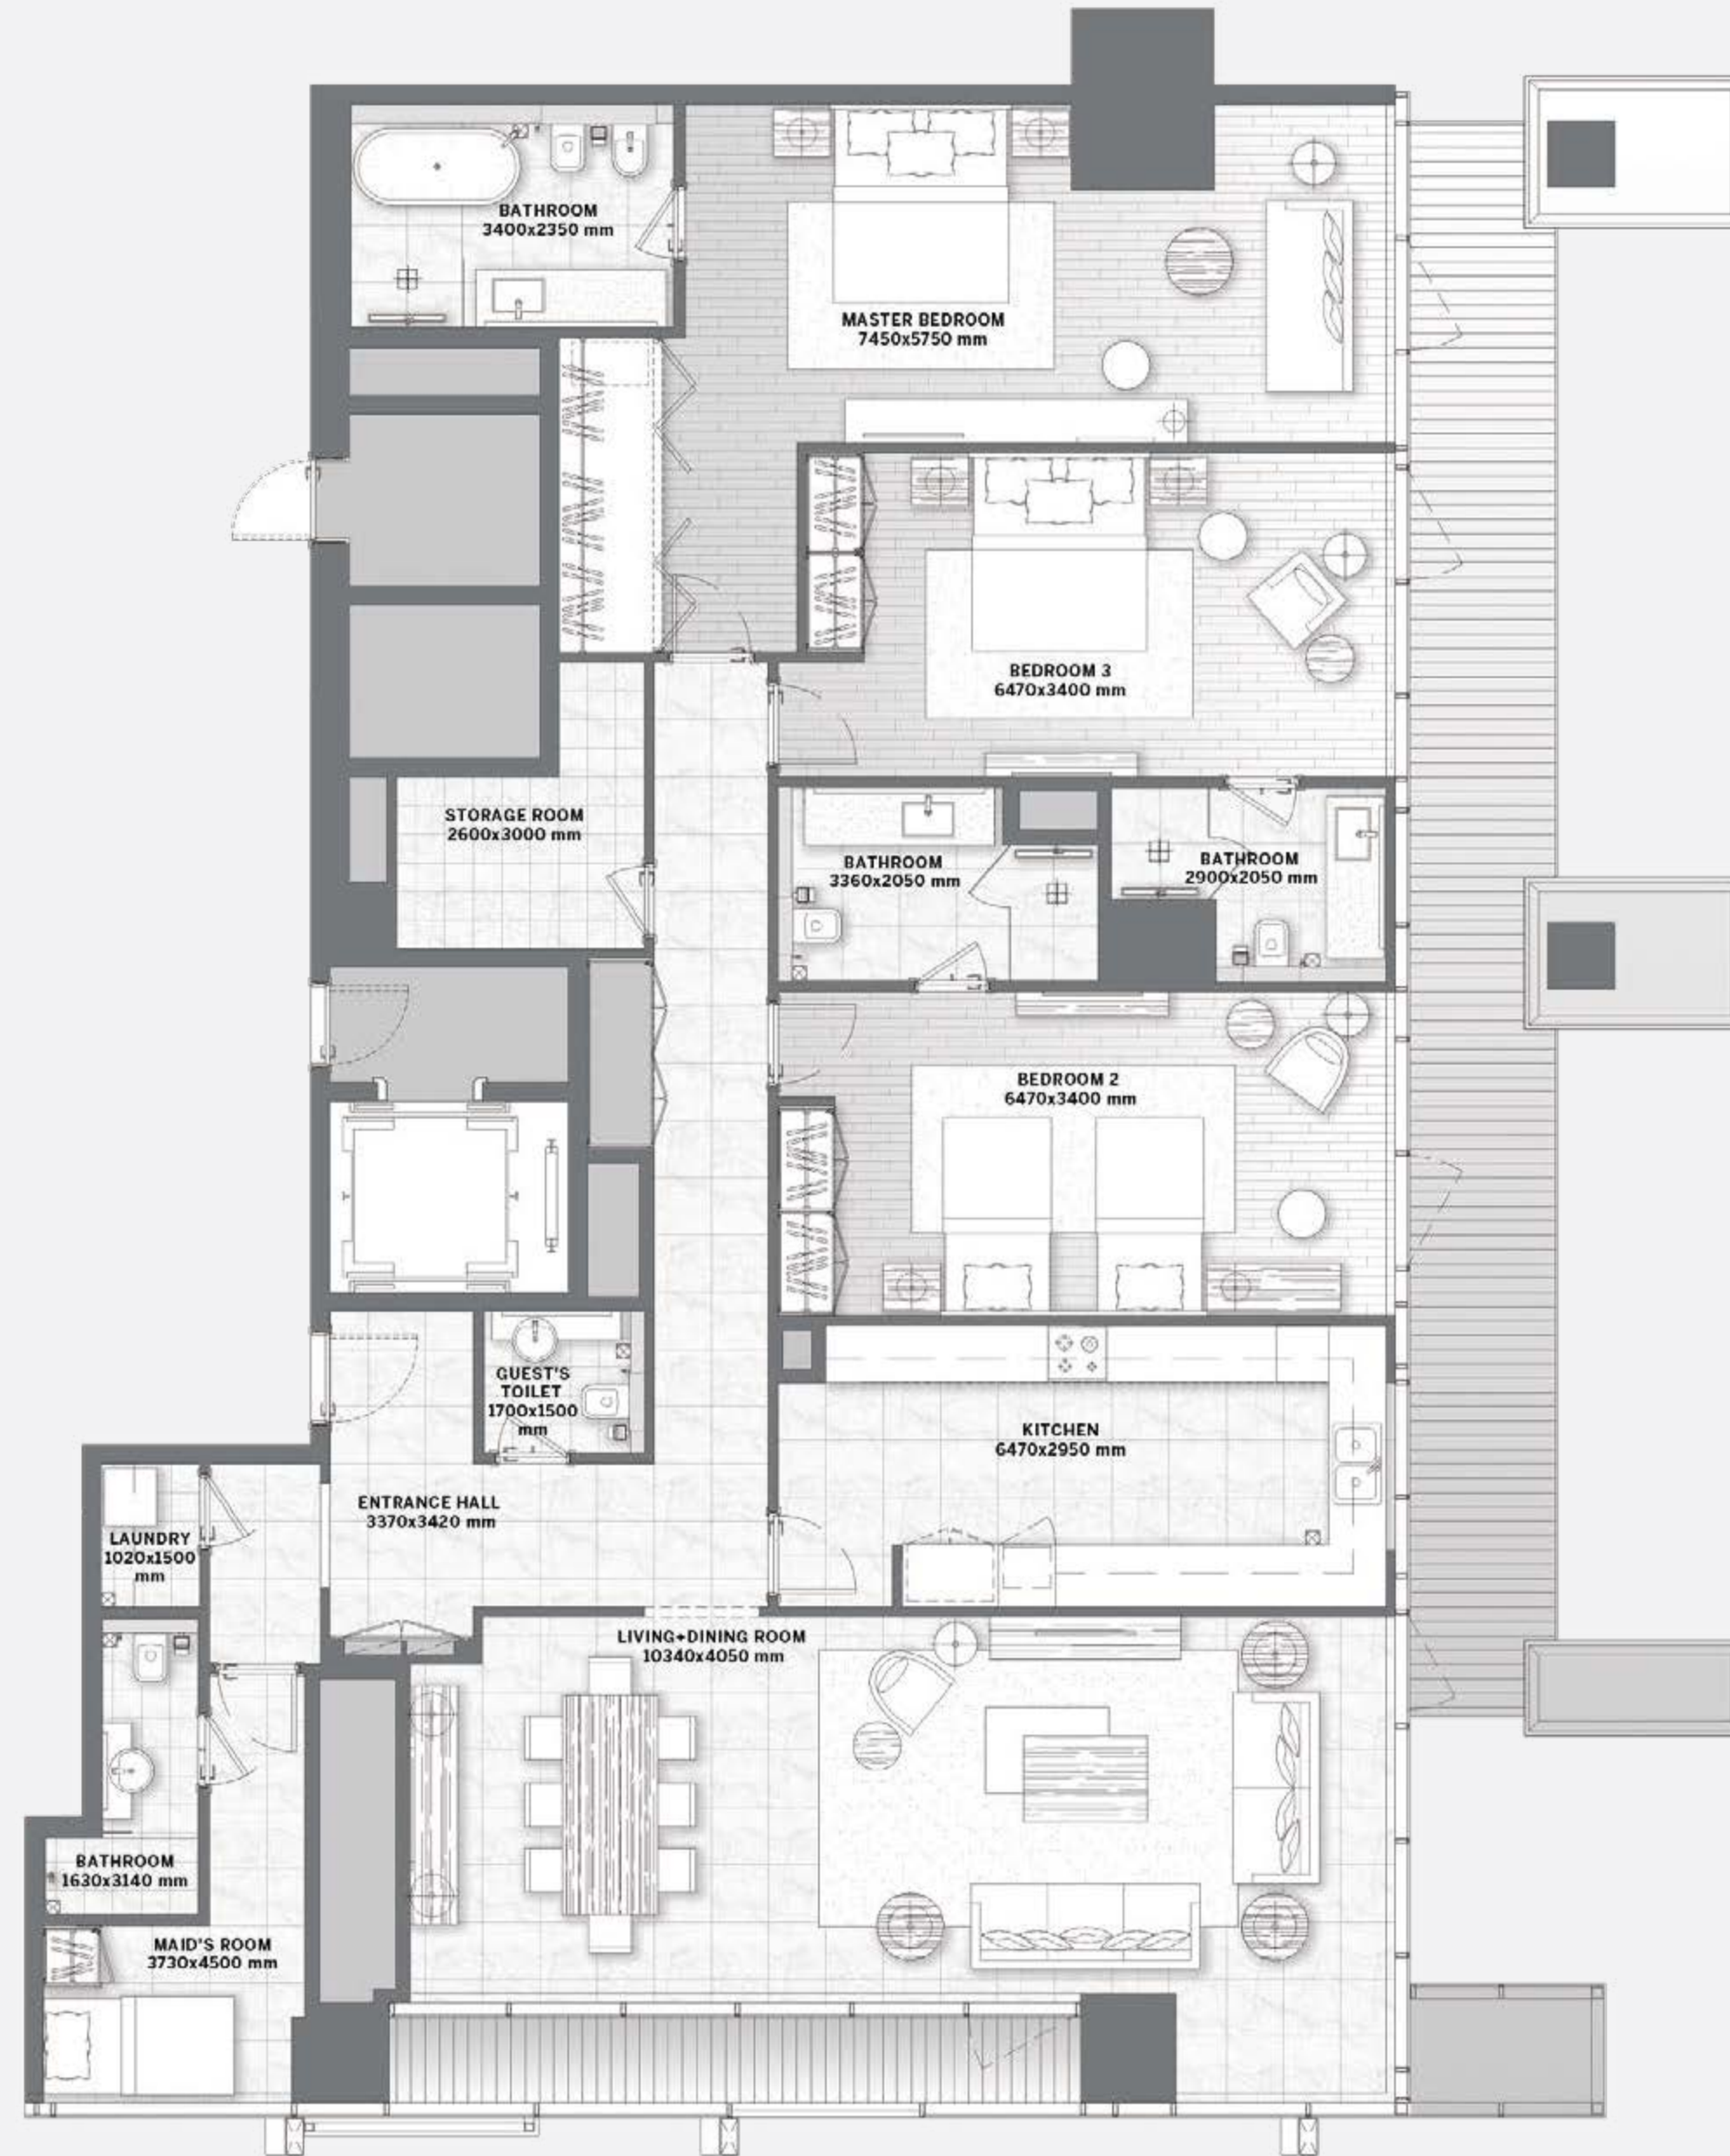 BATHROOM
3400x2350 mm
MASTER BEDROOM
7450x5750 mm
BEDROOM 3
6470x3400 mm
STORAGE ROOM
2600x3000 mm
BATHROOM
3360x2050 mm
BATHROOM
2900x2050 mm
BEDROOM 2
6470x3400 mm
GUEST'S
TOILET
1700x1500
mm
KITCHEN
6470x2950 mm
ENTRANCE HALL
3370x3420 mm
LAUNDRY
1020x1500
mm
LIVING+DINING ROOM
10340x4050 mm
BATHROOM
1630x3140 mm
MAID'S ROOM
3730x4500 mm